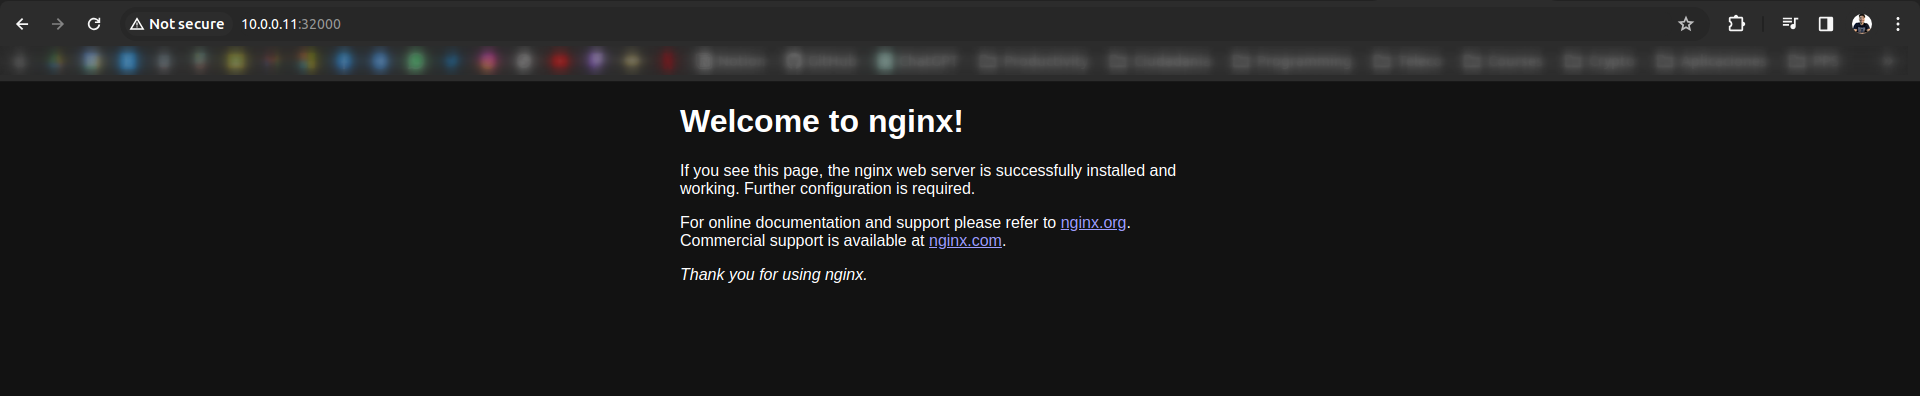 Not secure 10.0.0.11:32000
Welcome to nginx!
If you see this page, the nginx web server is successfully installed and
working. Further configuration is required.
For online documentation and support please refer to nginx.org.
Commercial support is available at nginx.com.
Thank you for using nginx.